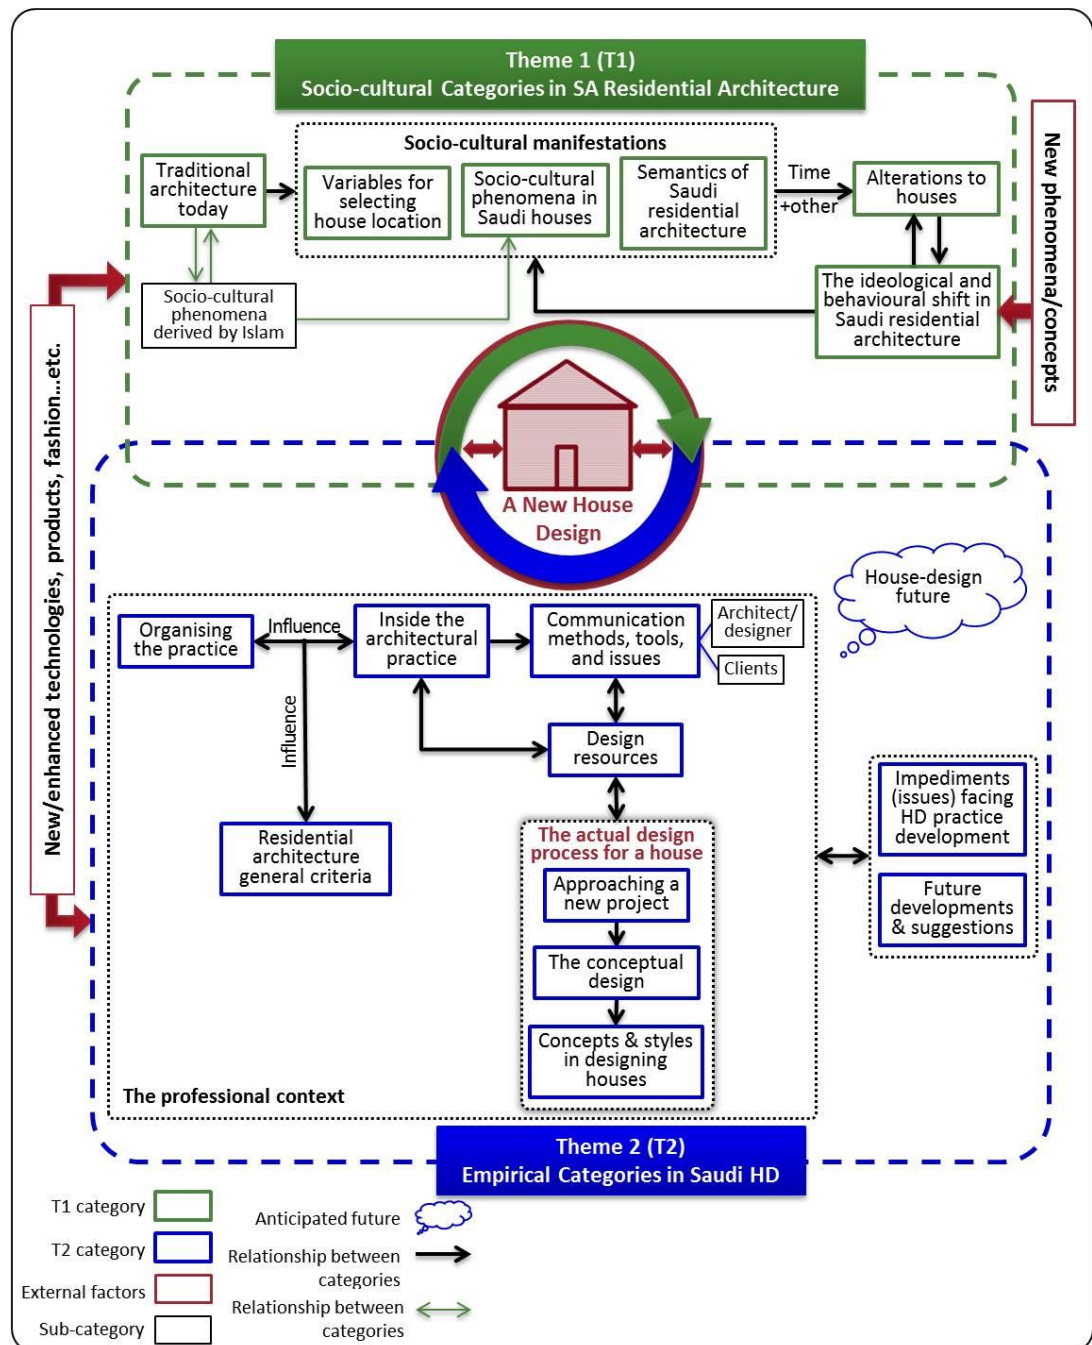 Theme 1 (T1)
Socio-cultural Categories in SA Residential Architecture
Socio-cultural manifestations
Traditional
architecture
today
Variables for
selecting
house location
Socio-cultural
phenomena in
Saudi houses
Semantics of
Saudi
residential
architecture
Time
+other
Alterations to
houses
New phenomena/concepts
Socio-cultural
phenomena
derived by Islam
The ideological and
behavioural shift in
Saudi residential
architecture
New/enhanced technologies, products, fashion...etc.
A New House
Design
House-design
future
Organising
the practice
Influence
Inside the
architectural
practice
Communication
methods, tools,
and issues
Architect/
designer
Clients
Influence
Design
resources
Residential
architecture
general criteria
The actual design
process for a house
Approaching a
new project
The conceptual
design
Concepts & styles
in designing
houses
Impediments
(issues) facing
HD practice
development
Future
developments
& suggestions
The professional context
Theme 2 (T2)
Empirical Categories in Saudi HD
T1 category
T2 category
External factors
Sub-category
Anticipated future
Relationship between
categories
Relationship between
categories